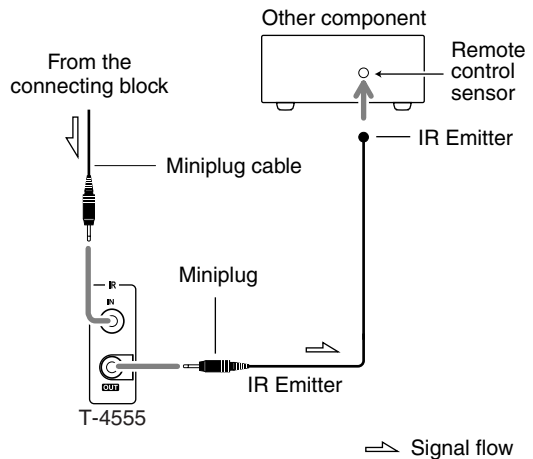 Other component
From the
connecting block
Remote
control
sensor
IR Emitter
Miniplug cable
Miniplug
IR
IN
OUT
IR Emitter
T-4555
Signal flow